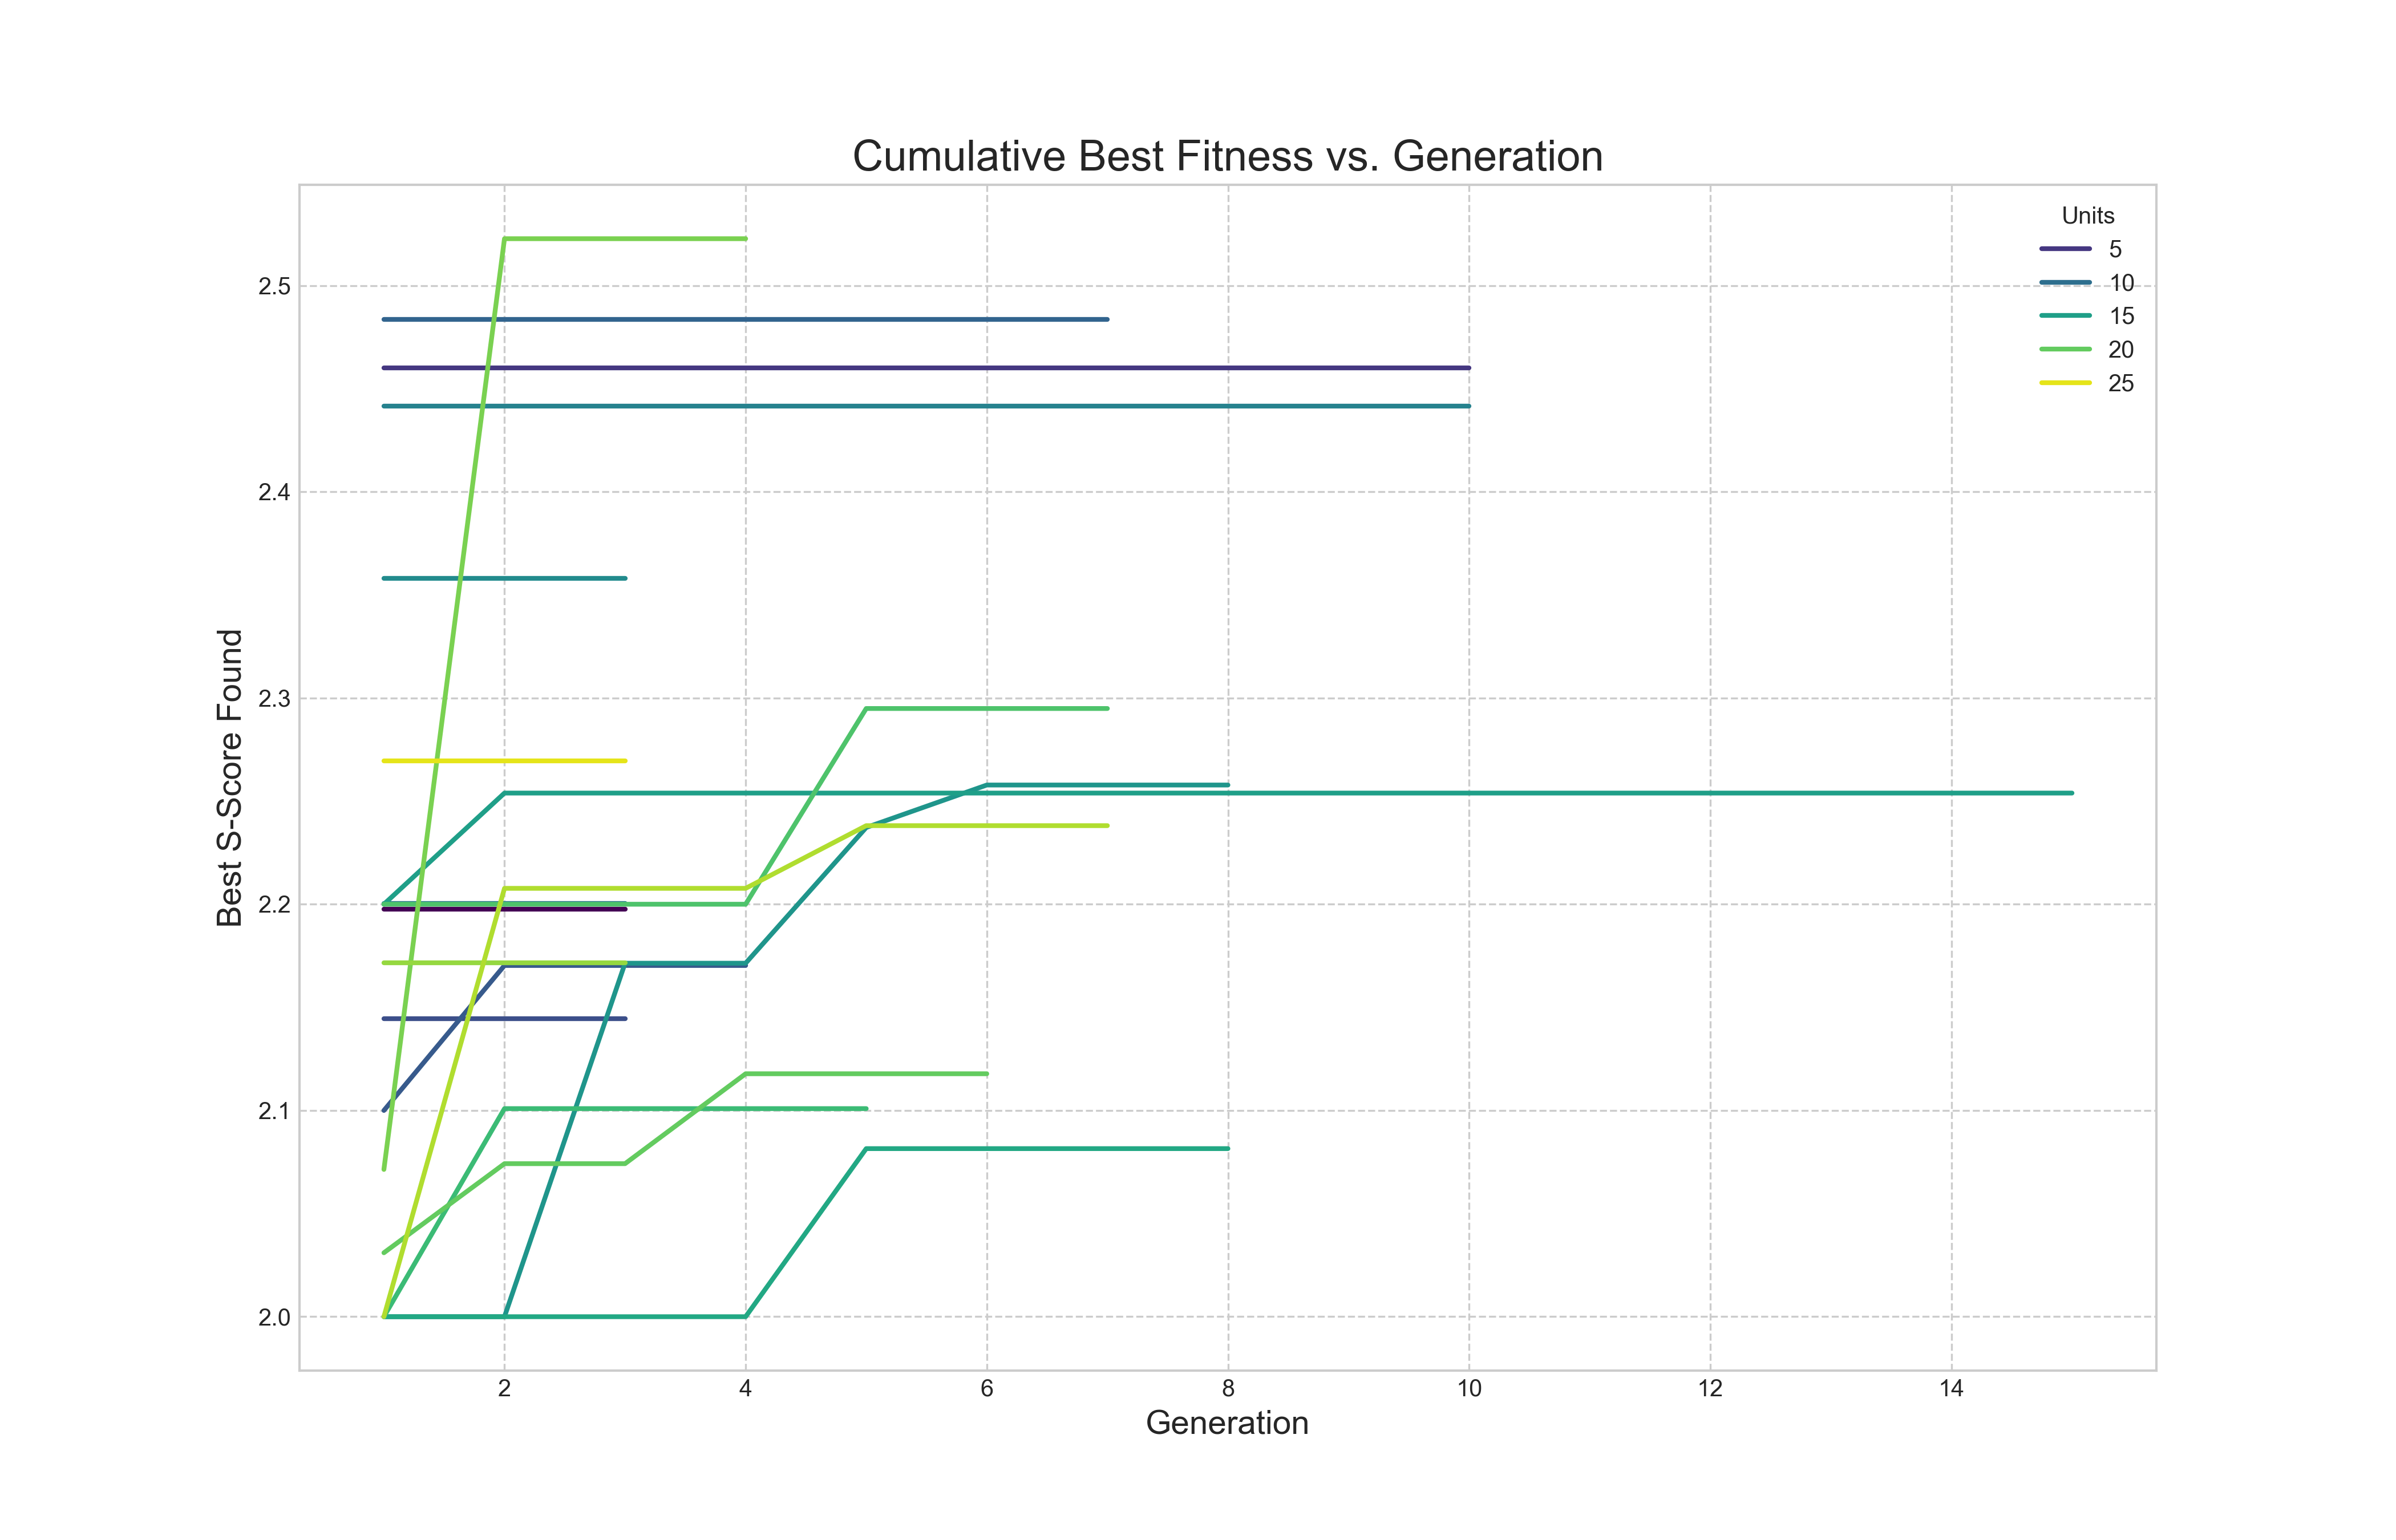 Cumulative Best Fitness vs. Generation
Units
5
10
15
20
25
2.5
2.4
2.3
2.2
2.1
2.0
Best S-Score Found
2 4 6 8 10 12 14
Generation